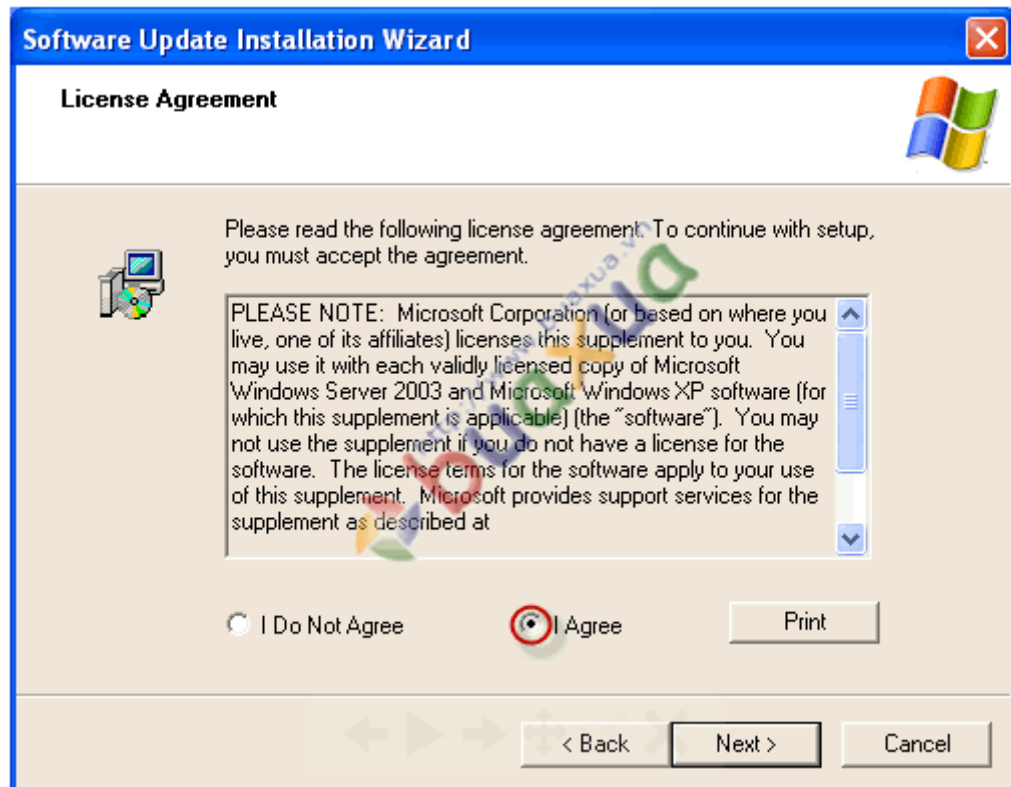 Software Update Installation Wizard
License Agreement
Please read the following license agreement. To continue with setup,
you must accept the agreement.
PLEASE NOTE: Microsoft Corporation (or based on where you
live, one of its affiliates) licenses this supplement to you. You
may use it with each validly licensed copy of Microsoft
Windows Server 2003 and Microsoft Windows XP software (for
which this supplement is applicable) (the "software"). You may
not use the supplement if you do not have a license for the
software. The license terms for the software apply to your use
of this supplement. Microsoft provides support services for the
supplement as described at
http://www.buaxua.vn
buaxua
I Do Not Agree
I Agree
Print
< Back
Next >
Cancel